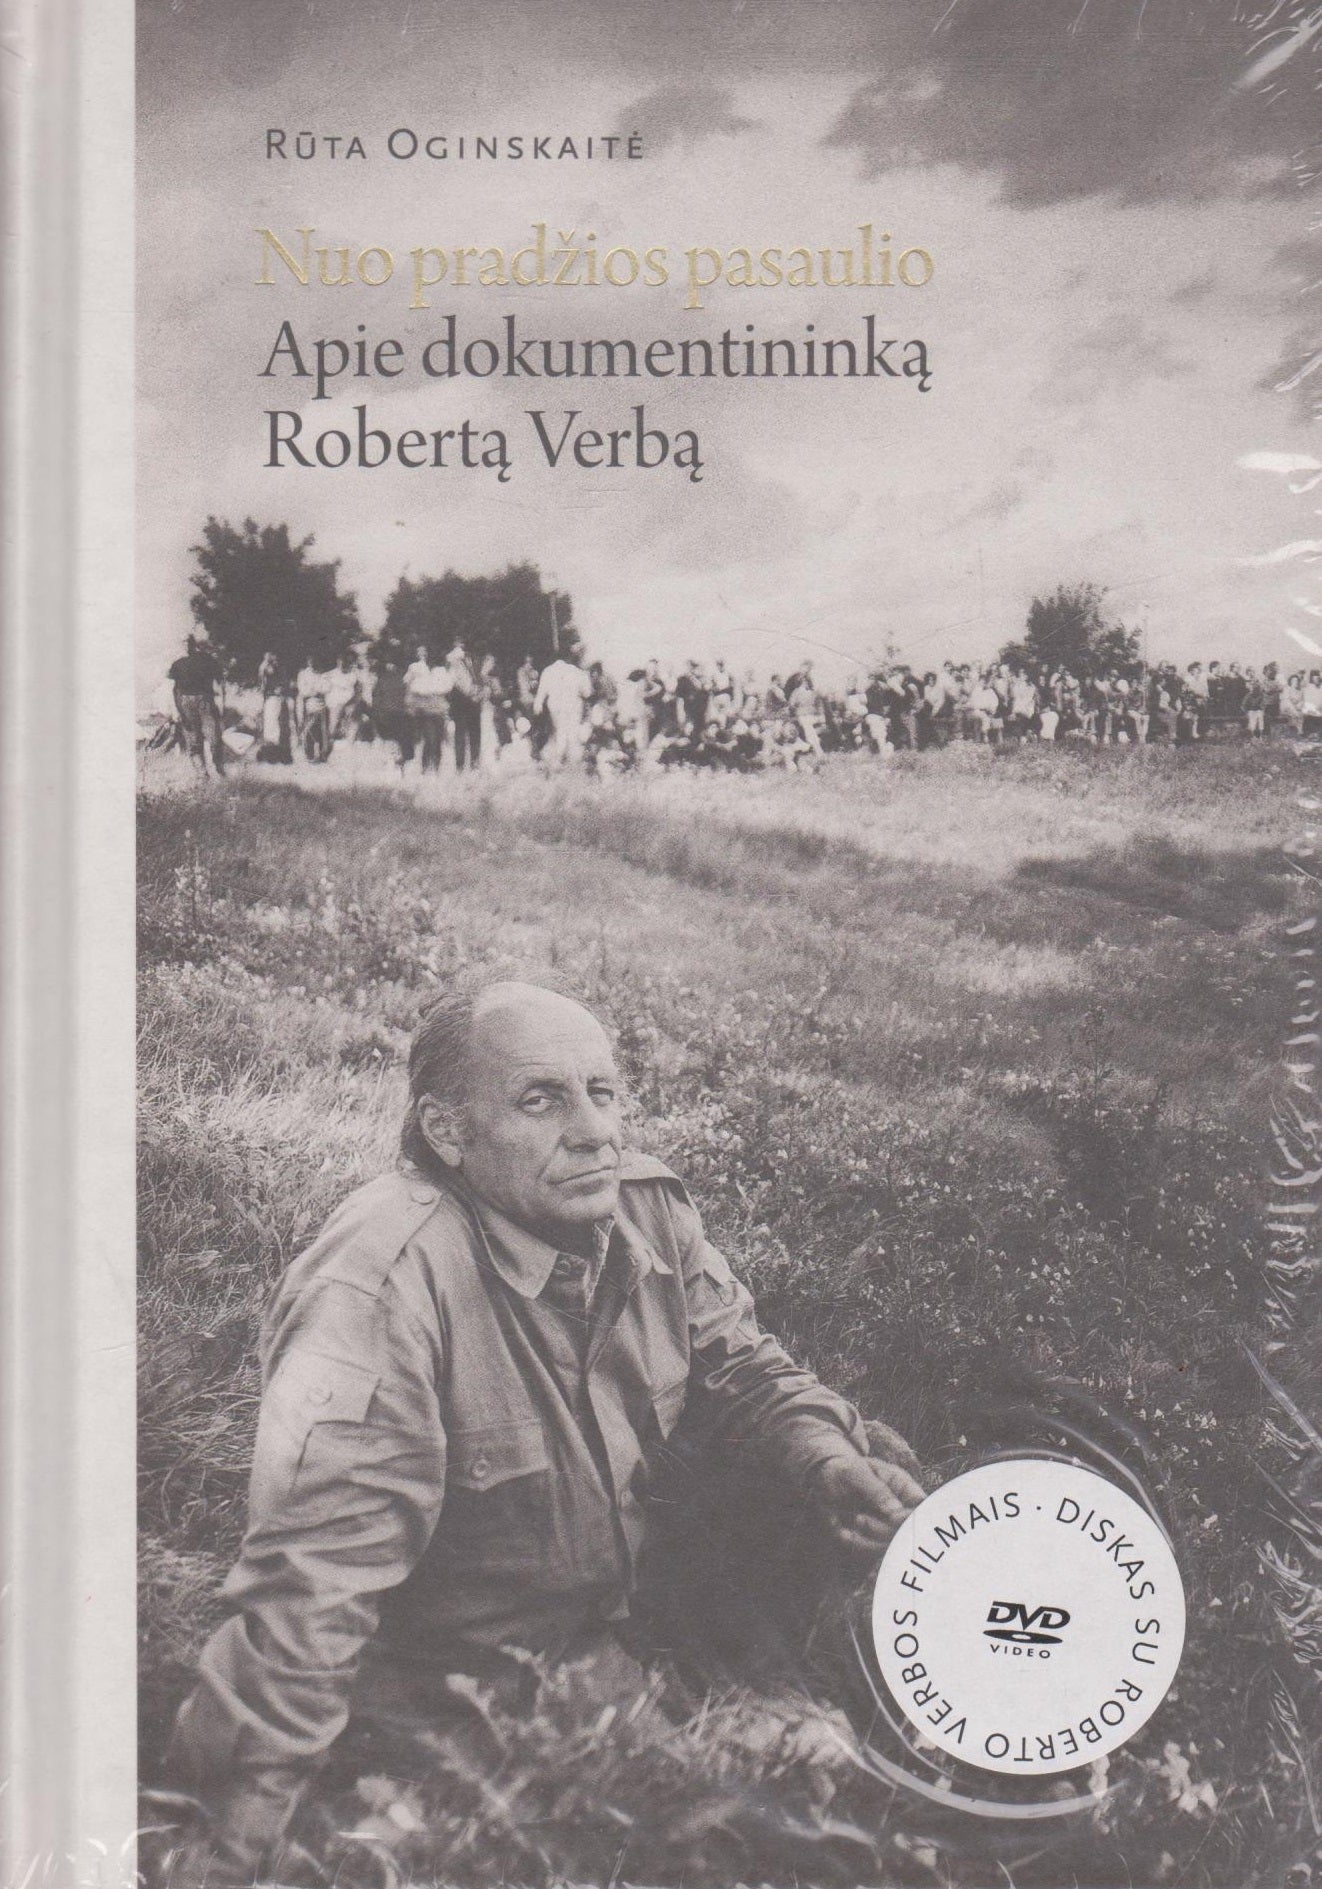 RŪTA OGINSKAITĖ
Nuo pradžios pasaulio
Apie dokumentininką
Robertą Verbą
DISKAS SU ROBERTO VERBOS FILMAIS ·
DVD
VIDEO